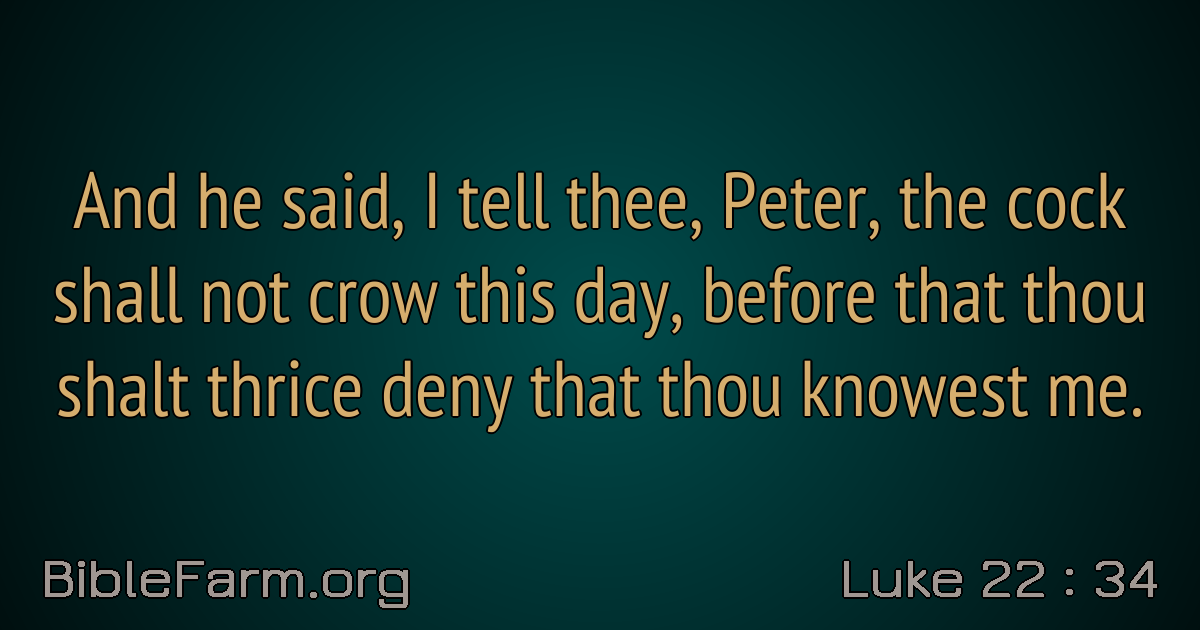 And he said, I tell thee, Peter, the cock
shall not crow this day, before that thou
shalt thrice deny that thou knowest me.
BibleFarm.org
Luke 22 : 34